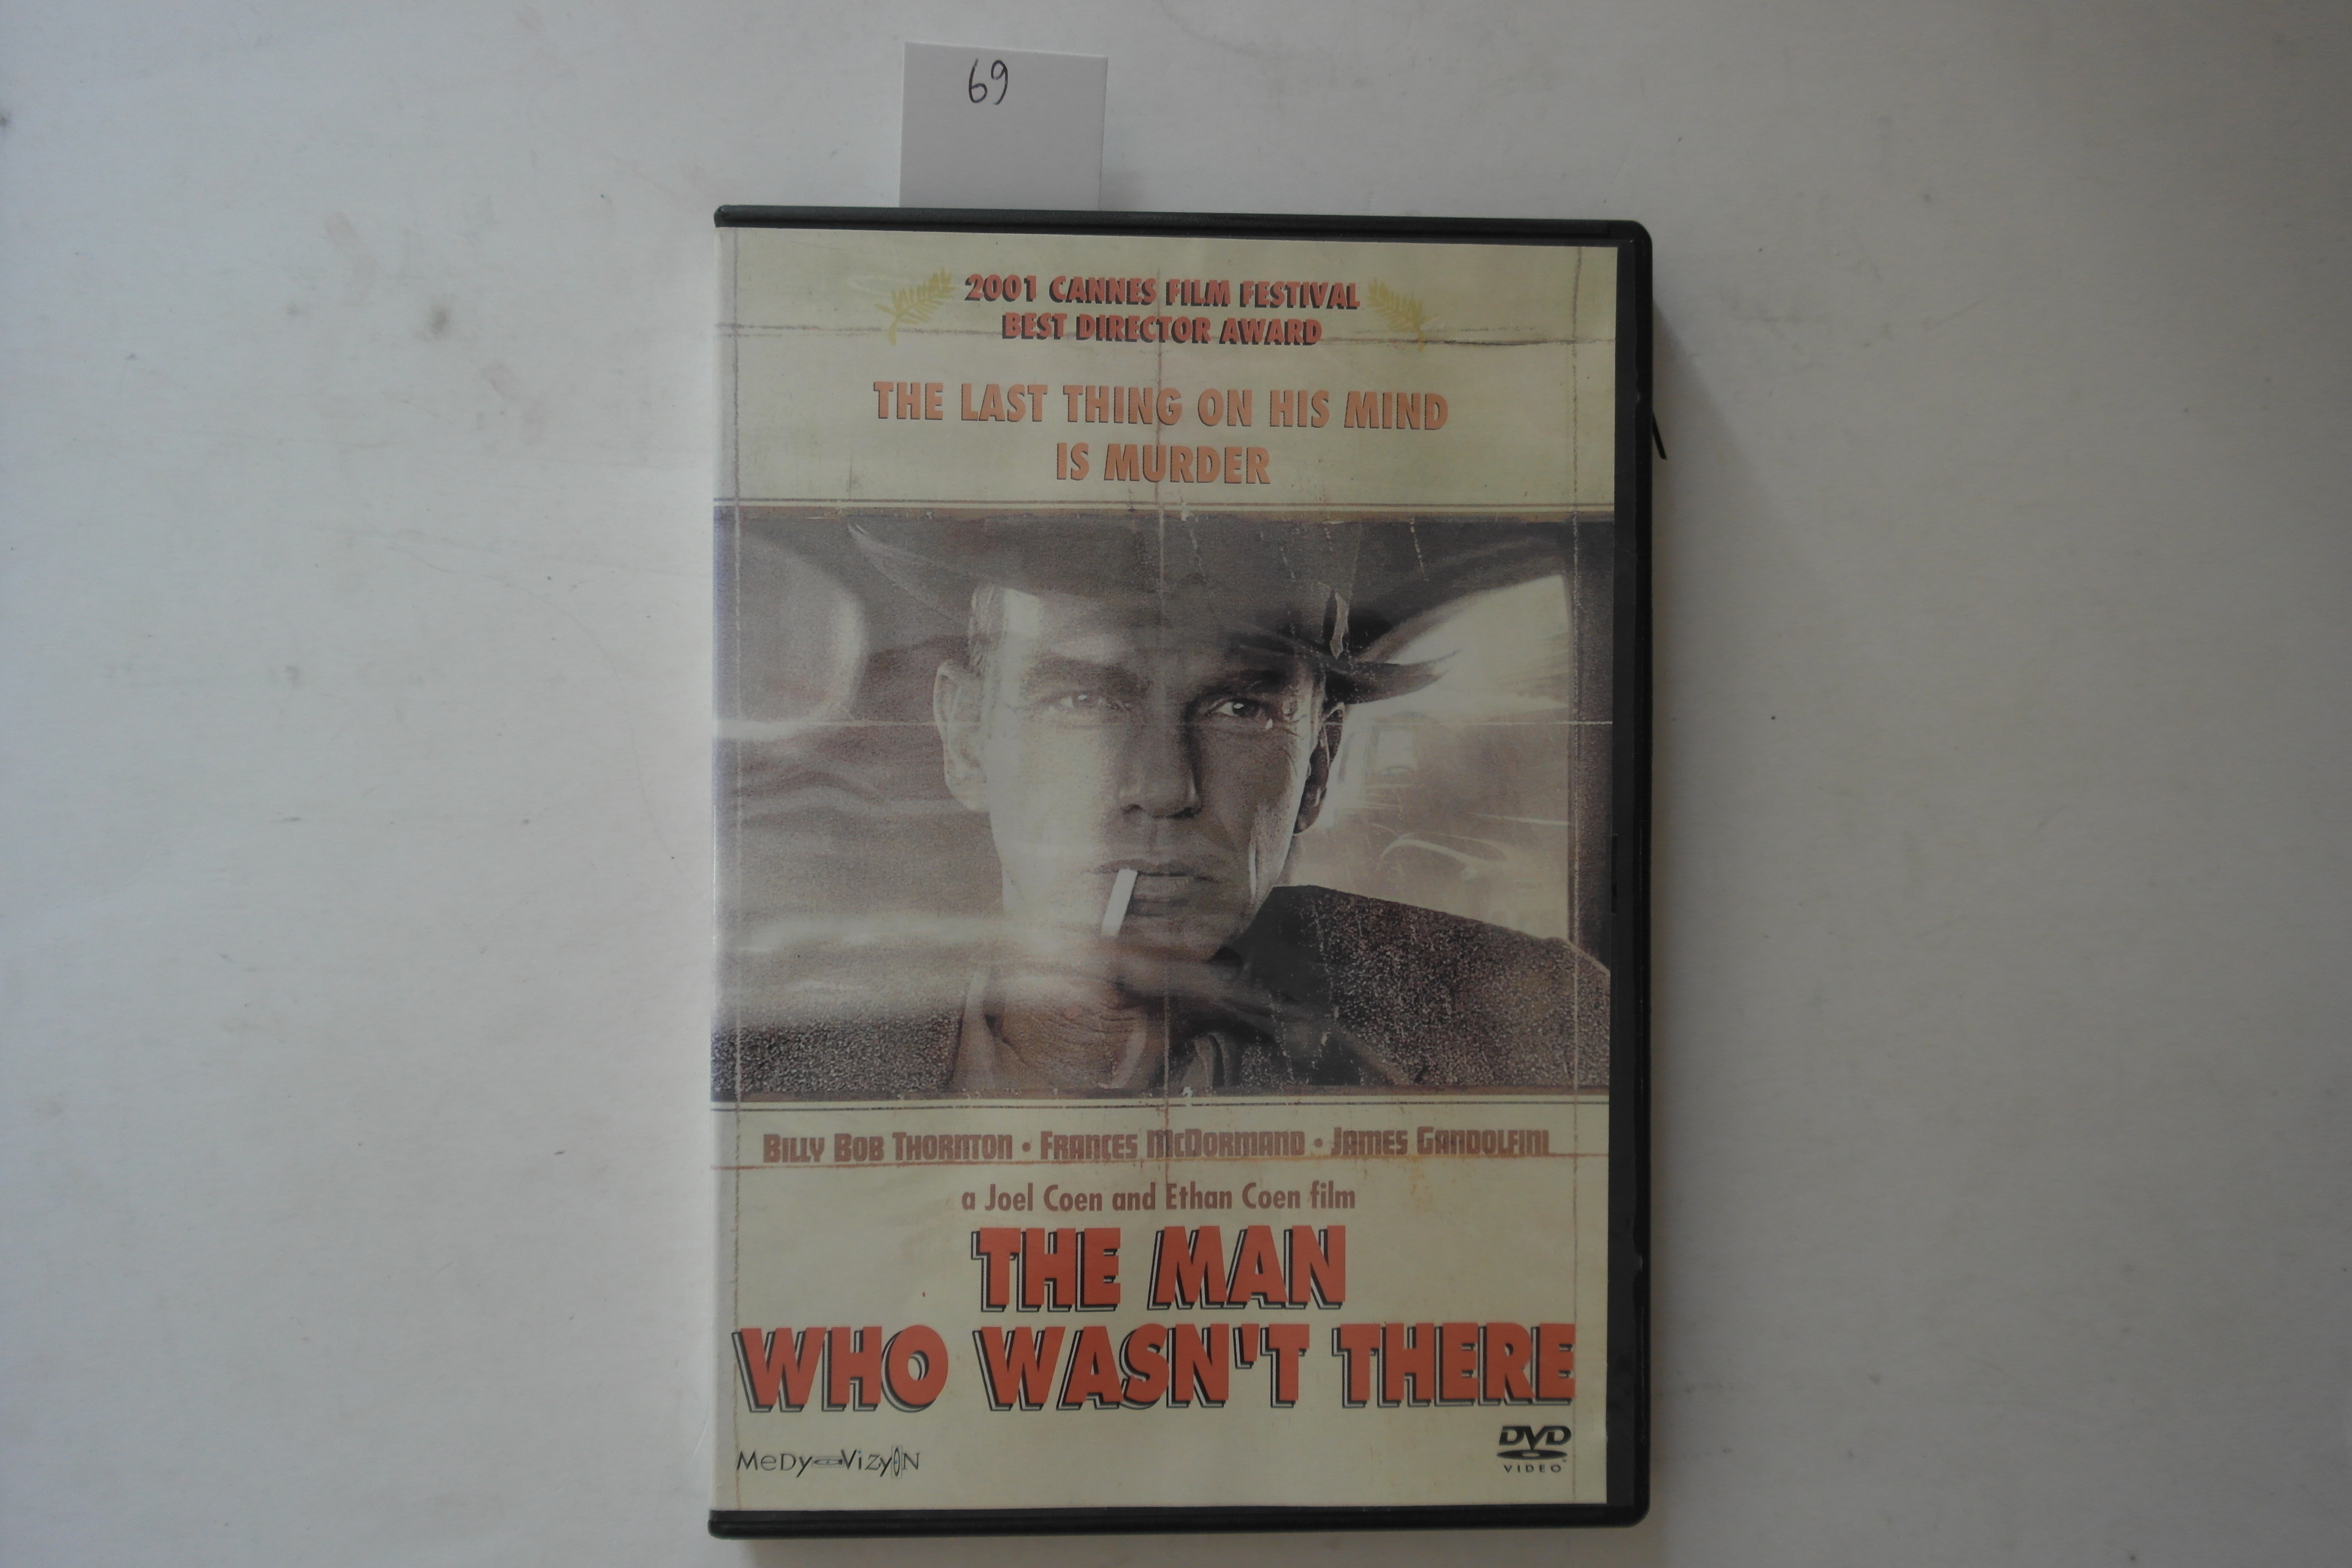 69
2001 CANNES FILM FESTIVAL
BEST DIRECTOR AWARD
THE LAST THING ON HIS MIND
IS MURDER
BILLY BOB THORNTON • FRANCES McDORMAND • JAMES GANDOLFINI
a Joel Coen and Ethan Coen film
THE MAN
WHO WASN'T THERE
MeDyaVizyON
DVD
VIDEO